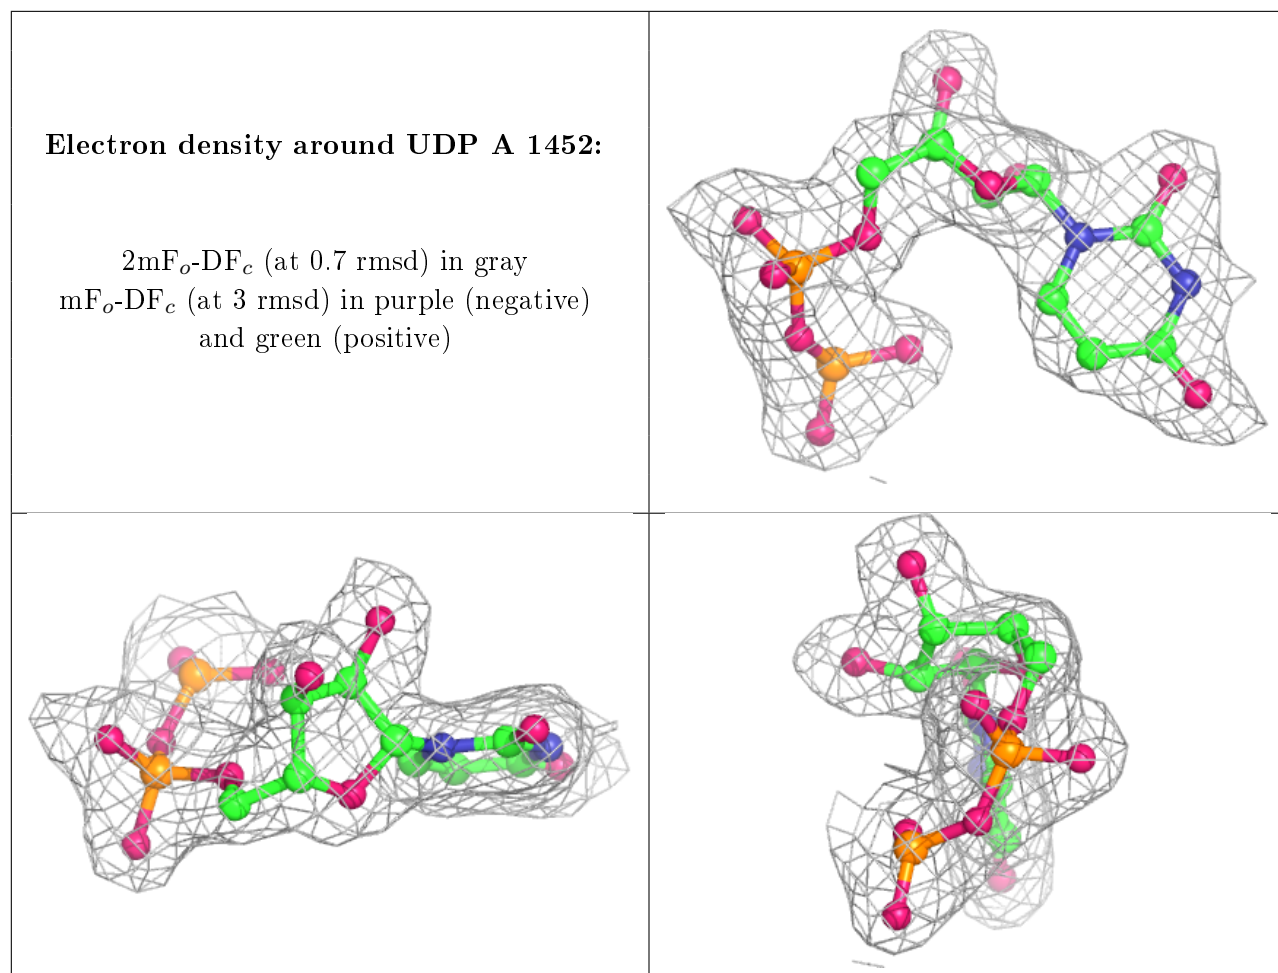 Electron density around UDP A 1452:
2mFₒ-DF𝒸 (at 0.7 rmsd) in gray
mFₒ-DF𝒸 (at 3 rmsd) in purple (negative)
and green (positive)